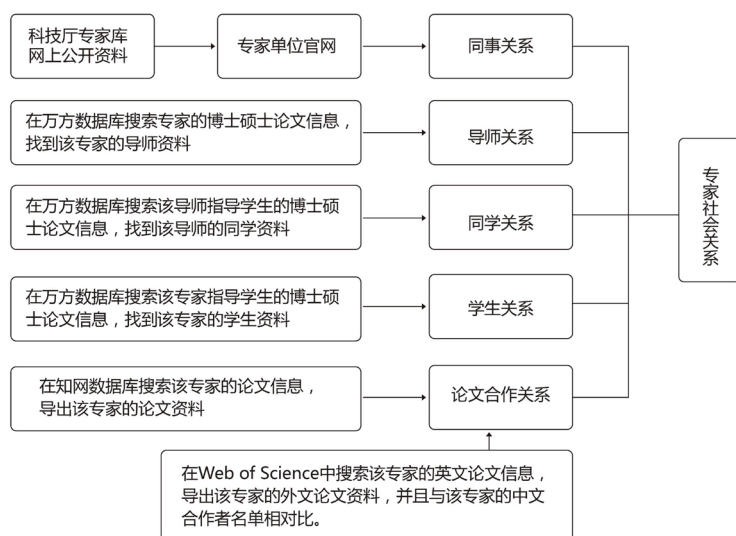 科技厅专家库
网上公开资料
专家单位官网
同事关系
在万方数据库搜索专家的博士硕士论文信息，
找到该专家的导师资料
导师关系
在万方数据库搜索该导师指导学生的博士硕
士论文信息，找到该导师的同学资料
同学关系
在万方数据库搜索该专家指导学生的博士硕
士论文信息，找到该专家的学生资料
学生关系
在知网数据库搜索该专家的论文信息，
导出该专家的论文资料
论文合作关系
在Web of Science中搜索该专家的英文论文信息，
导出该专家的外文论文资料，并且与该专家的中文
合作者名单相对比。
专家社会关系